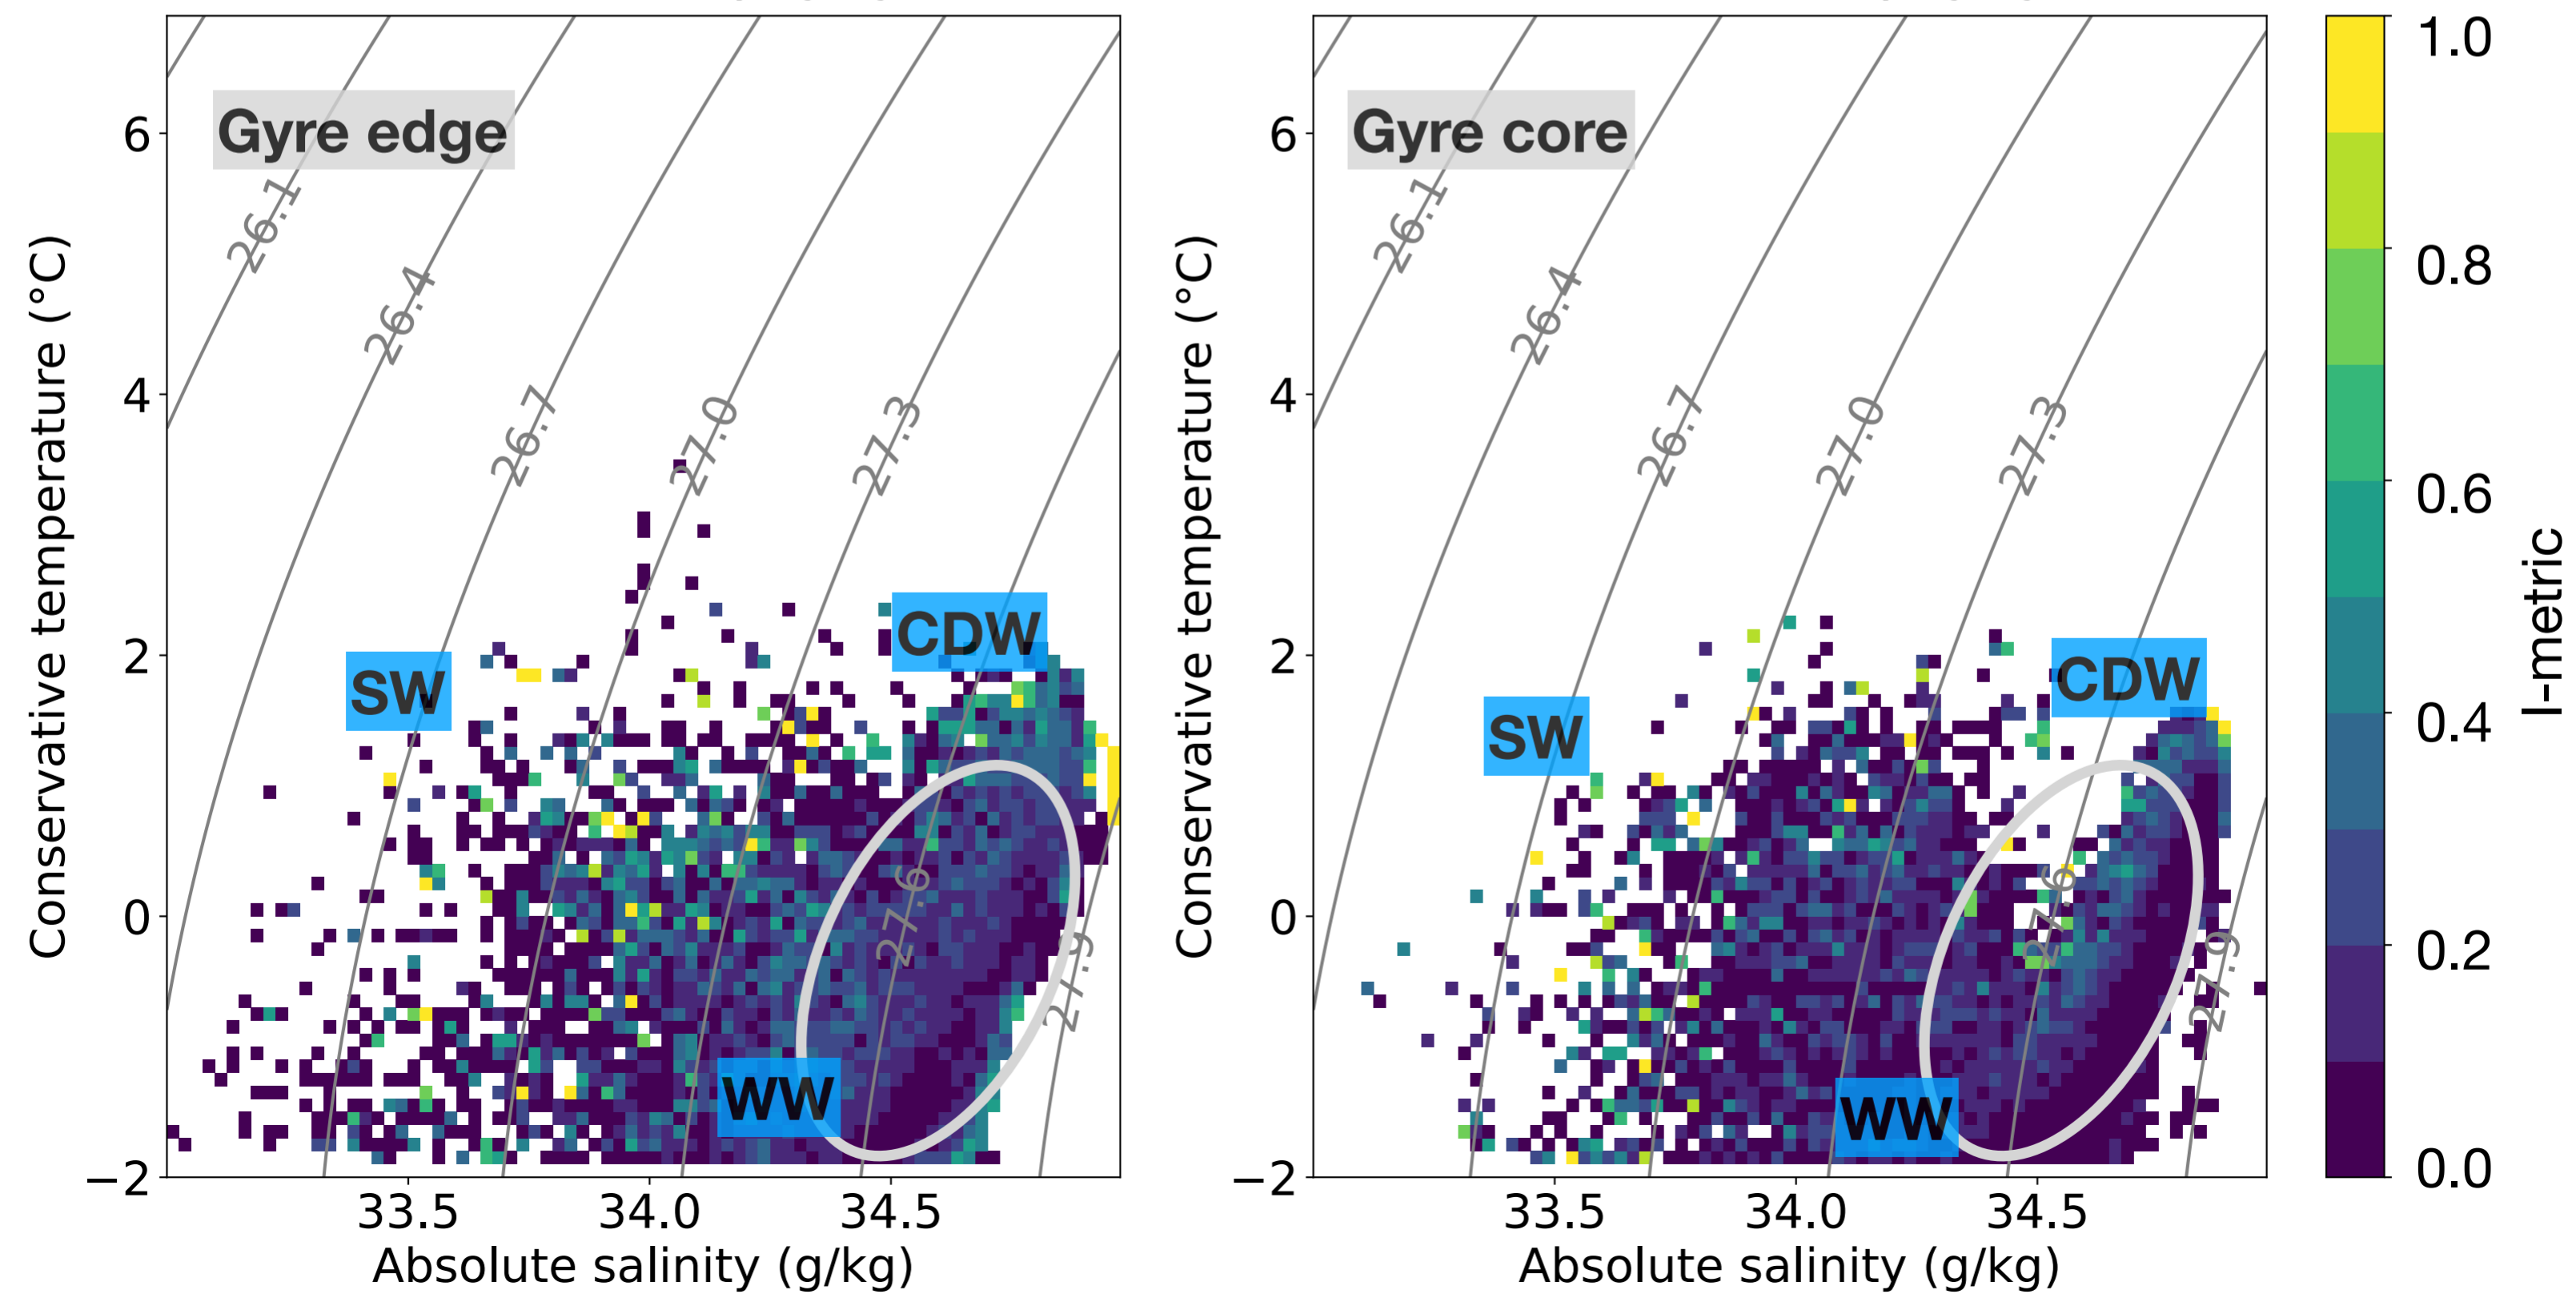 Gyre edge
6
4
2
0
−2
33.5 34.0 34.5
Absolute salinity (g/kg)
Conservative temperature (°C)
26.1
26.4
26.7
27.0
27.3
27.6
27.9
SW
CDW
WW
Gyre core
6
4
2
0
−2
33.5 34.0 34.5
Absolute salinity (g/kg)
Conservative temperature (°C)
26.1
26.4
26.7
27.0
27.3
27.6
27.9
SW
CDW
WW
1.0
0.8
0.6
0.4
0.2
0.0
I-metric